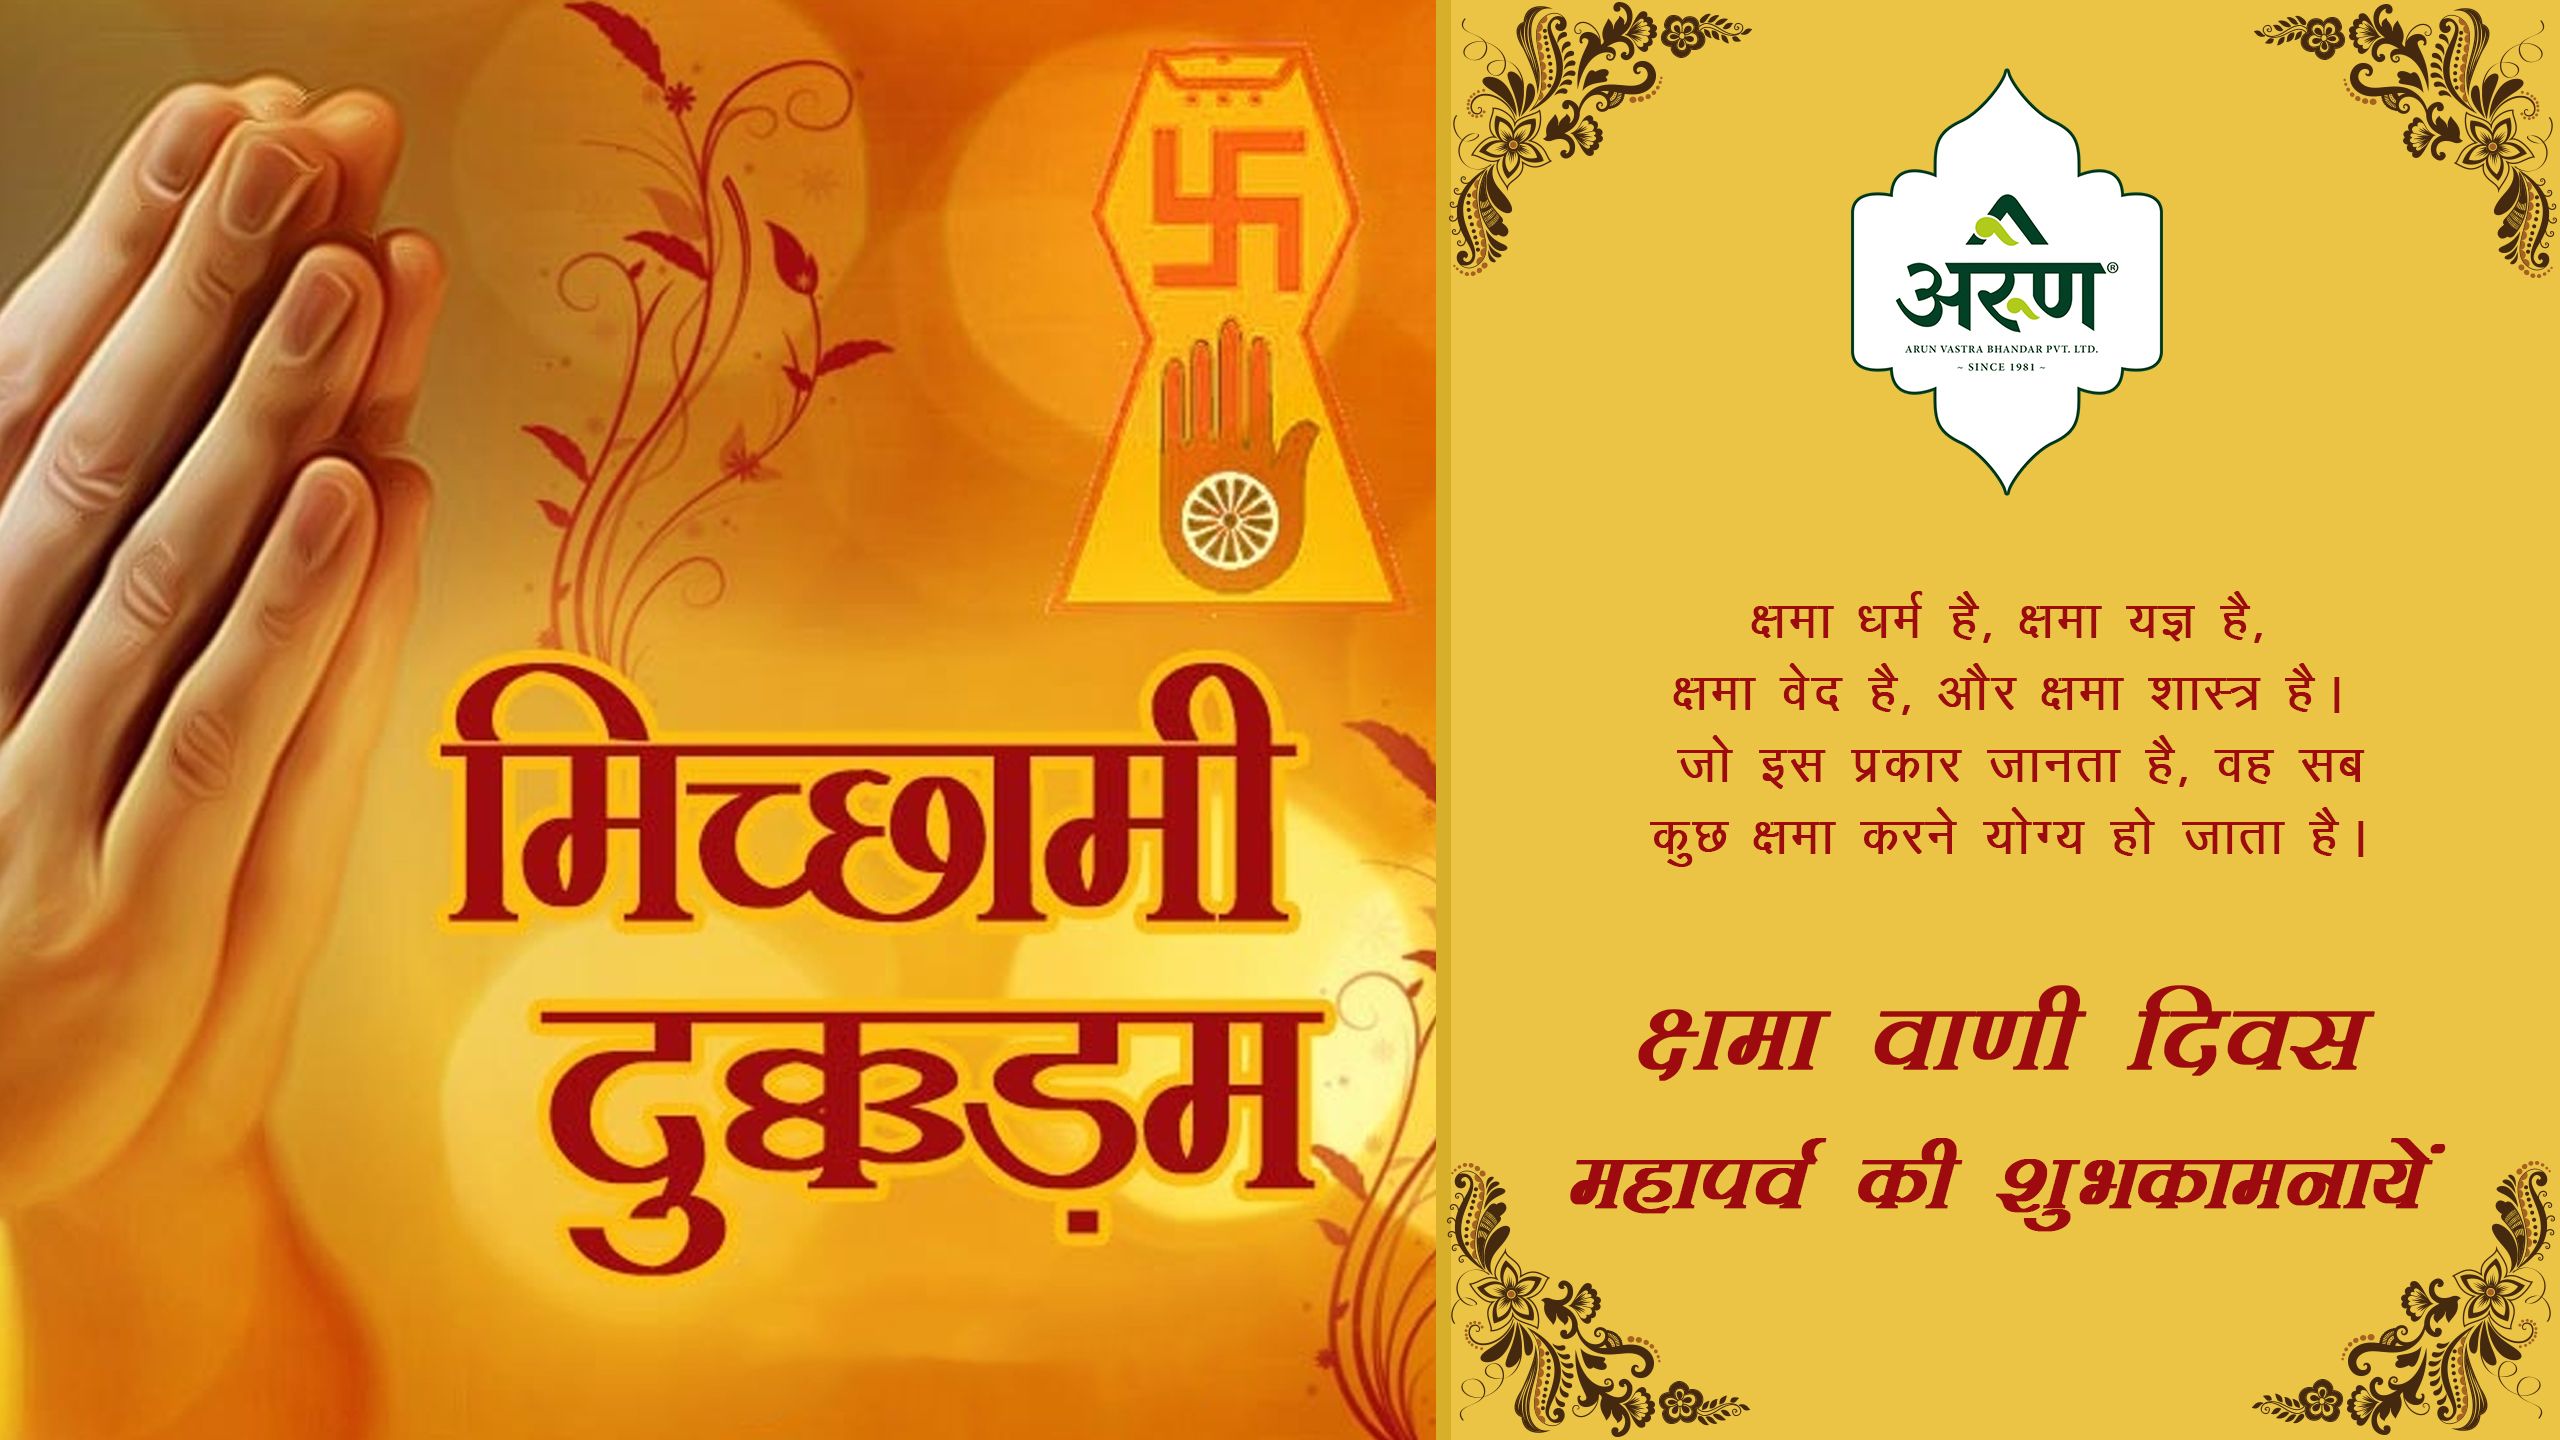 मिच्छामी
दुक्कड़म
अरुण®
ARUN VASTRA BHANDAR PVT. LTD.
~ SINCE 1981 ~
क्षमा धर्म है, क्षमा यज्ञ है,
क्षमा वेद है, और क्षमा शास्त्र है।
जो इस प्रकार जानता है, वह सब
कुछ क्षमा करने योग्य हो जाता है।
क्षमा वाणी दिवस
महापर्व की शुभकामनायें